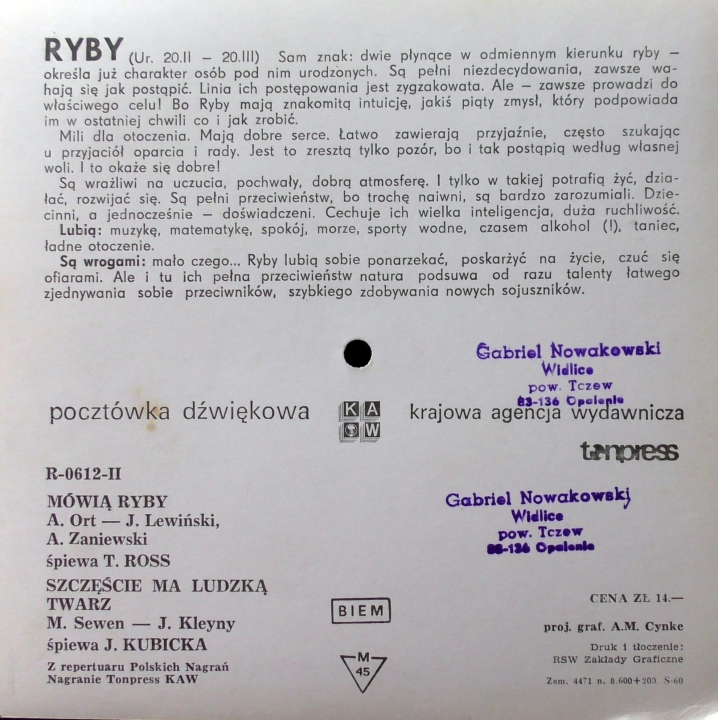 RYBY (Ur. 20.II – 20.III) Sam znak: dwie płynące w odmiennym kierunku ryby –
określa już charakter osób pod nim urodzonych. Są pełni niezdecydowania, zawsze wa-
hają się jak postąpić. Linia ich postępowania jest zygzakowata. Ale – zawsze prowadzi do
właściwego celu! Bo Ryby mają znakomitą intuicję, jakiś piąty zmysł, który podpowiada
im w ostatniej chwili co i jak zrobić.
Mili dla otoczenia. Mają dobre serce. Łatwo zawierają przyjaźnie, często szukając
u przyjaciół oparcia i rady. Jest to zresztą tylko pozór, bo i tak postąpią według własnej
woli. I to okaże się dobre!
Są wrażliwi na uczucia, pochwały, dobrą atmosferę. I tylko w takiej potrafią żyć, dzia-
łać, rozwijać się. Są pełni przeciwieństw, bo trochę naiwni, są bardzo zarozumiali. Dzie-
cinni, a jednocześnie – doświadczeni. Cechuje ich wielka inteligencja, duża ruchliwość.
Lubią: muzykę, matematykę, spokój, morze, sporty wodne, czasem alkohol (!), taniec,
ładne otoczenie.
Są wrogami: mało czego... Ryby lubią sobie ponarzekać, poskarżyć na życie, czuć się
ofiarami. Ale i tu ich pełna przeciwieństw natura podsuwa od razu talenty łatwego
zjednywania sobie przeciwników, szybkiego zdobywania nowych sojuszników.
Gabriel Nowakowski
Widlice
pow. Tczew
83-136 Opalenie
pocztówka dźwiękowa KAW krajowa agencja wydawnicza
tonpress
R-0612-II
MÓWIĄ RYBY
A. Ort — J. Lewiński,
A. Zaniewski
śpiewa T. ROSS
SZCZĘŚCIE MA LUDZKĄ
TWARZ
M. Sewen — J. Kleyny
śpiewa J. KUBICKA
Z repertuaru Polskich Nagrań
Nagranie Tonpress KAW
BIEM
M
45
Gabriel Nowakowski
Widlice
pow. Tczew
83-136 Opalenie
CENA ZŁ 14.—
proj. graf. A.M. Cynke
Druk i tłoczenie:
RSW Zakłady Graficzne
Zam. 4471 n. 8.600+200 S-60